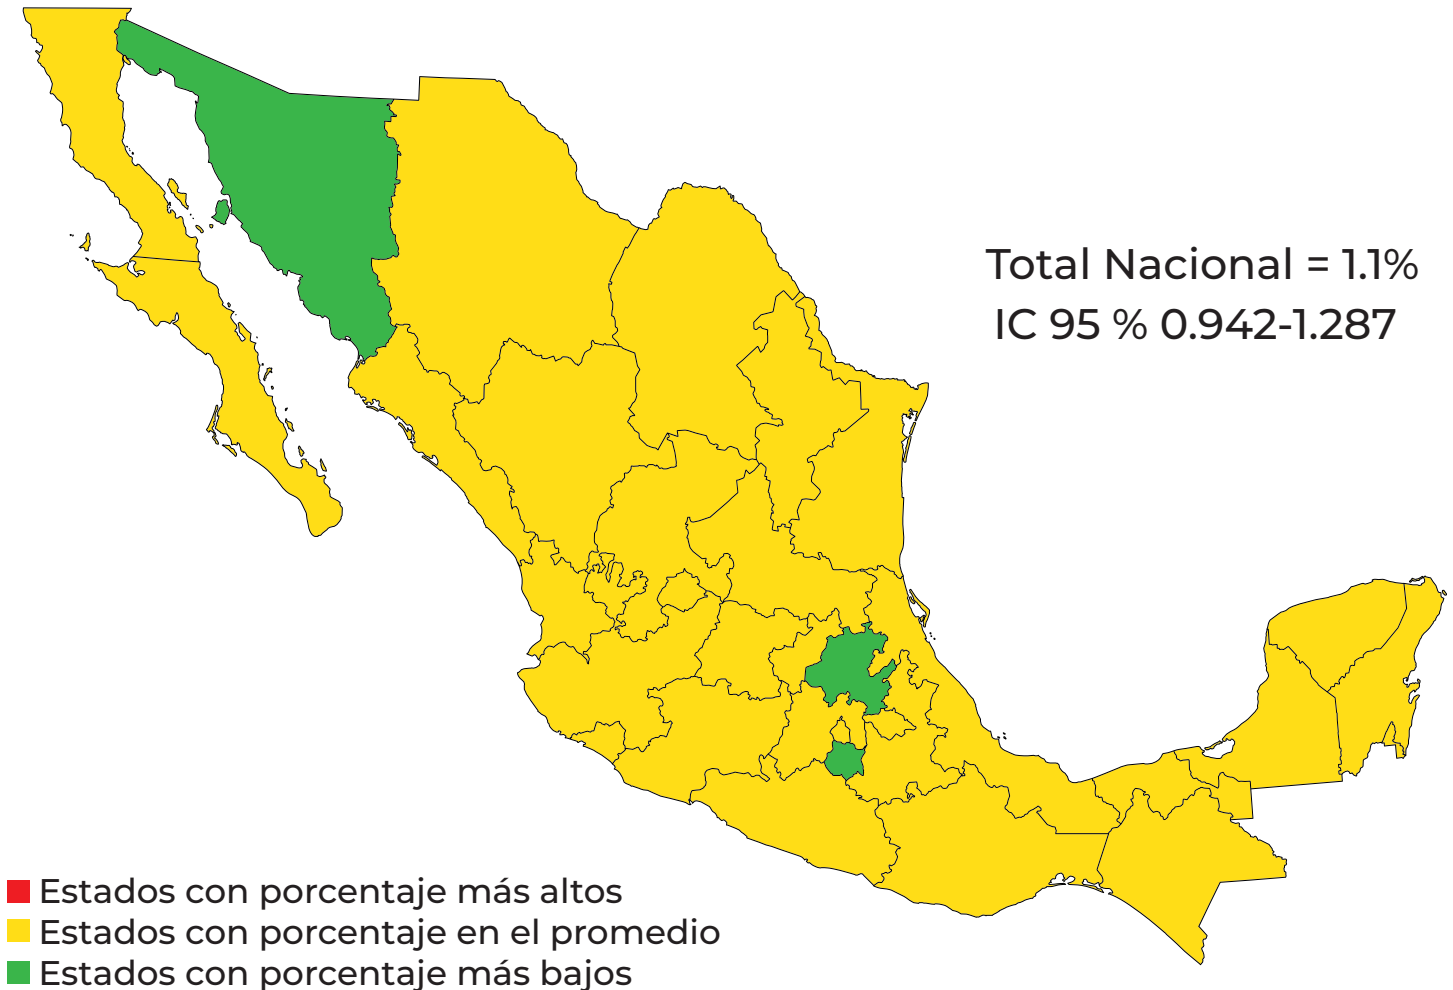 Total Nacional = 1.1%
IC 95 % 0.942-1.287
Estados con porcentaje más altos
Estados con porcentaje en el promedio
Estados con porcentaje más bajos